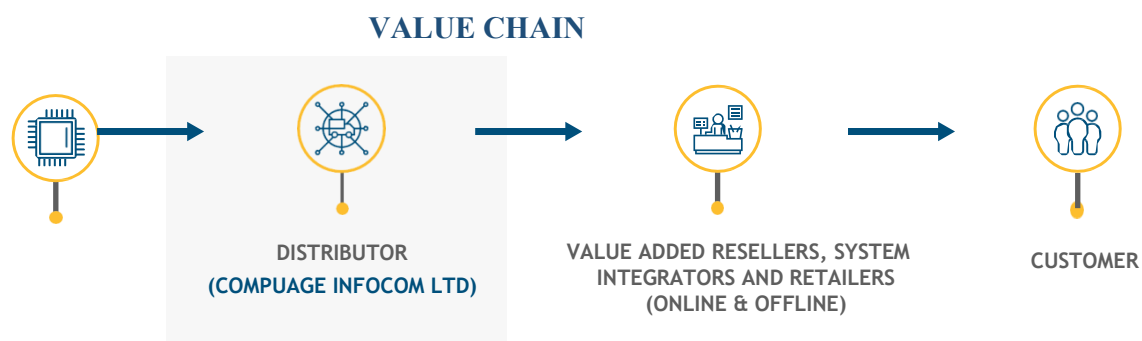 VALUE CHAIN
DISTRIBUTOR
(COMPUAGE INFOCOM LTD)
VALUE ADDED RESELLERS, SYSTEM
INTEGRATORS AND RETAILERS
(ONLINE & OFFLINE)
CUSTOMER